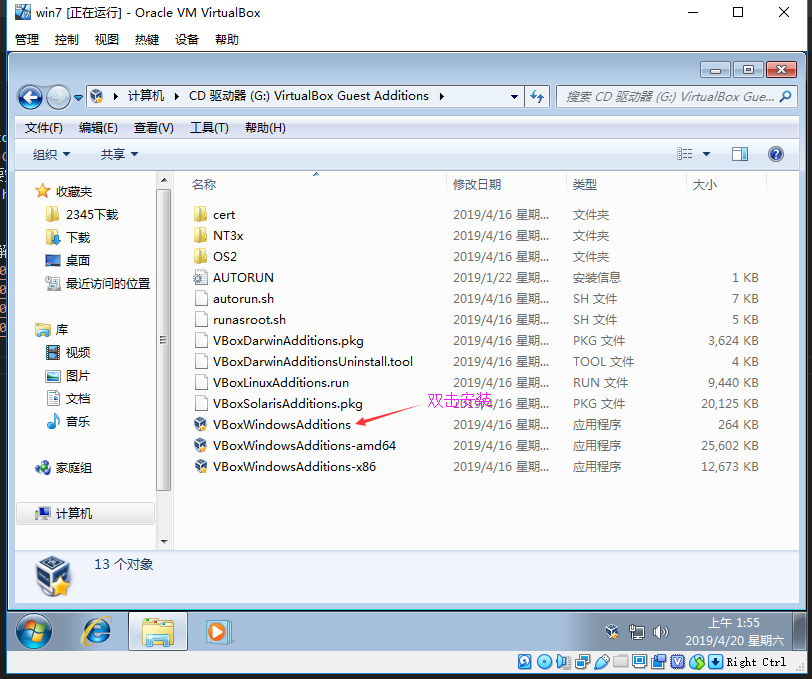 win7 [正在运行] - Oracle VM VirtualBox
管理 控制 视图 热键 设备 帮助
计算机 CD 驱动器 (G:) VirtualBox Guest Additions 搜索 CD 驱动器 (G:) VirtualBox Gue...
文件(F) 编辑(E) 查看(V) 工具(T) 帮助(H)
组织 共享
收藏夹
2345下载
下载
桌面
最近访问的位置
库
视频
图片
文档
音乐
家庭组
计算机
名称 修改日期 类型 大小
cert 2019/4/16 星期... 文件夹
NT3x 2019/4/16 星期... 文件夹
OS2 2019/4/16 星期... 文件夹
AUTORUN 2019/1/22 星期... 安装信息 1 KB
autorun.sh 2019/4/16 星期... SH 文件 7 KB
runasroot.sh 2019/4/16 星期... SH 文件 5 KB
VBoxDarwinAdditions.pkg 2019/4/16 星期... PKG 文件 3,624 KB
VBoxDarwinAdditionsUninstall.tool 2019/4/16 星期... TOOL 文件 4 KB
VBoxLinuxAdditions.run 2019/4/16 星期... RUN 文件 9,440 KB
VBoxSolarisAdditions.pkg 2019/4/16 星期... PKG 文件 20,125 KB
双击安装
VBoxWindowsAdditions 2019/4/16 星期... 应用程序 264 KB
VBoxWindowsAdditions-amd64 2019/4/16 星期... 应用程序 25,602 KB
VBoxWindowsAdditions-x86 2019/4/16 星期... 应用程序 12,673 KB
13 个对象
上午 1:55
2019/4/20 星期六
Right Ctrl